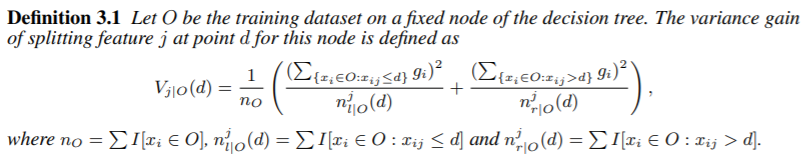 Definition 3.1 Let O be the training dataset on a fixed node of the decision tree. The variance gain
of splitting feature j at point d for this node is defined as
V_{j|O}(d) = \frac{1}{n_O} \left( \frac{(\sum_{\{x_i \in O : x_{ij} \le d\}} g_i)^2}{n^j_{l|O}(d)} + \frac{(\sum_{\{x_i \in O : x_{ij} > d\}} g_i)^2}{n^j_{r|O}(d)} \right),
where n_O = \sum I[x_i \in O], n^j_{l|O}(d) = \sum I[x_i \in O : x_{ij} \le d] and n^j_{r|O}(d) = \sum I[x_i \in O : x_{ij} > d].